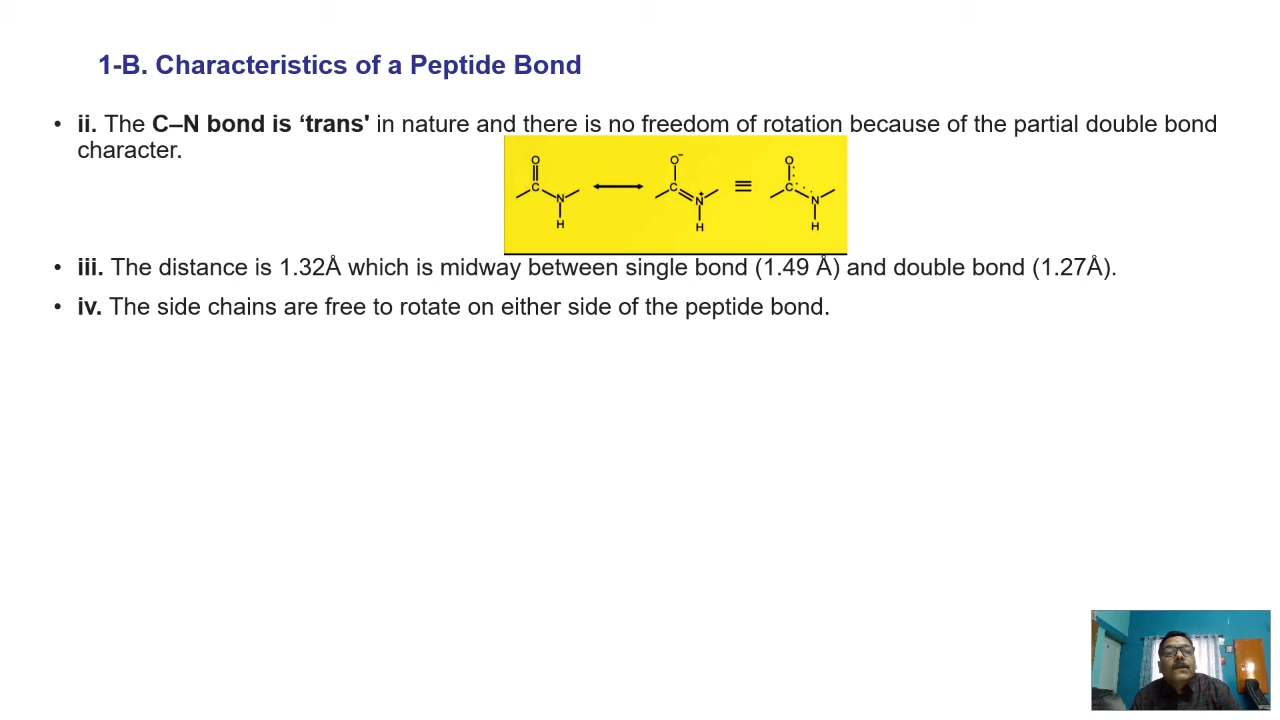 1-B. Characteristics of a Peptide Bond
• ii. The C–N bond is ‘trans' in nature and there is no freedom of rotation because of the partial double bond
character.
O O⁻ O
C C C
N N⁺ N
H H H
• iii. The distance is 1.32Å which is midway between single bond (1.49 Å) and double bond (1.27Å).
• iv. The side chains are free to rotate on either side of the peptide bond.